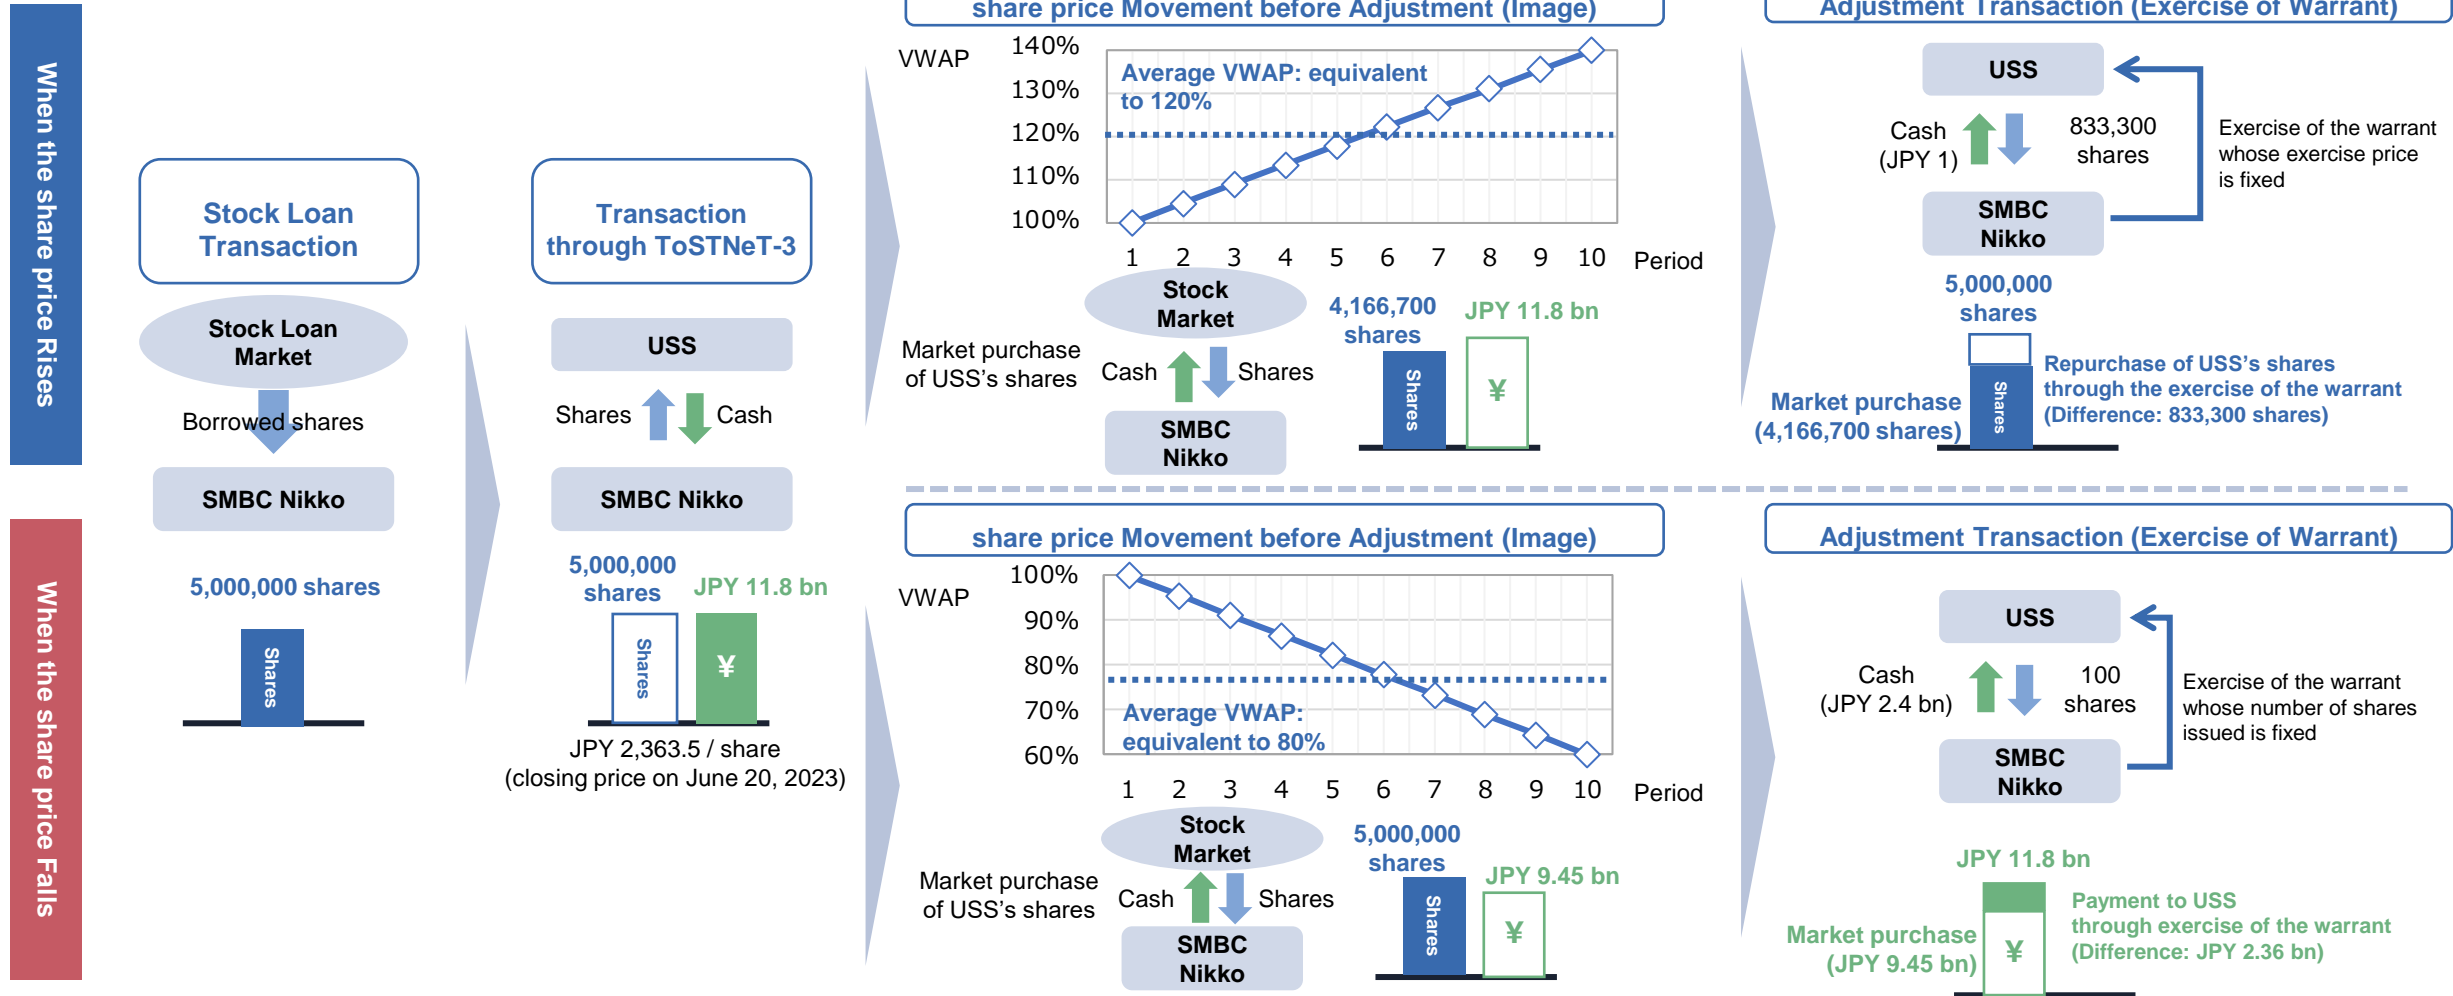 When the share price Rises
When the share price Falls
Stock Loan
Transaction
Stock Loan
Market
Borrowed shares
SMBC Nikko
5,000,000 shares
Shares
Transaction
through ToSTNeT-3
USS
Shares
Cash
SMBC Nikko
5,000,000
shares
JPY 11.8 bn
Shares
¥
JPY 2,363.5 / share
(closing price on June 20, 2023)
share price Movement before Adjustment (Image)
VWAP
140%
130%
120%
110%
100%
Average VWAP: equivalent
to 120%
1 2 3 4 5 6 7 8 9 10 Period
Stock
Market
Market purchase
of USS's shares
Cash
Shares
SMBC
Nikko
4,166,700
shares
JPY 11.8 bn
Shares
¥
Adjustment Transaction (Exercise of Warrant)
USS
Cash
(JPY 1)
833,300
shares
Exercise of the warrant
whose exercise price
is fixed
SMBC
Nikko
5,000,000
shares
Shares
Market purchase
(4,166,700 shares)
Repurchase of USS's shares
through the exercise of the warrant
(Difference: 833,300 shares)
share price Movement before Adjustment (Image)
VWAP
100%
90%
80%
70%
60%
Average VWAP:
equivalent to 80%
1 2 3 4 5 6 7 8 9 10 Period
Stock
Market
Market purchase
of USS's shares
Cash
Shares
SMBC
Nikko
5,000,000
shares
JPY 9.45 bn
Shares
¥
Adjustment Transaction (Exercise of Warrant)
USS
Cash
(JPY 2.4 bn)
100
shares
Exercise of the warrant
whose number of shares
issued is fixed
SMBC
Nikko
JPY 11.8 bn
¥
Market purchase
(JPY 9.45 bn)
Payment to USS
through exercise of the warrant
(Difference: JPY 2.36 bn)